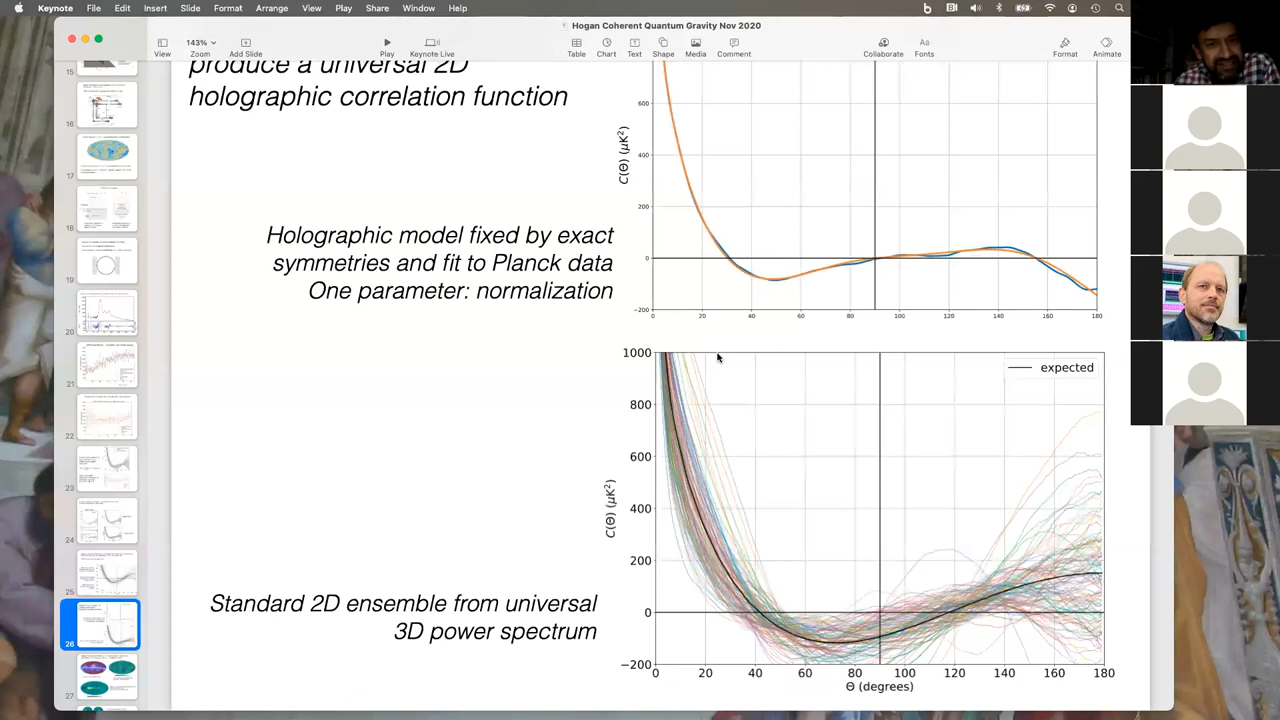 Keynote File Edit Insert Slide Format Arrange View Play Share Window Help
Hogan Coherent Quantum Gravity Nov 2020
143%
View Zoom Add Slide Play Keynote Live Table Chart Text Shape Media Comment Collaborate Fonts Format Animate
15
16
17
18
19
20
21
22
23
24
25
26
27
produce a universal 2D
holographic correlation function
Holographic model fixed by exact
symmetries and fit to Planck data
One parameter: normalization
C(Θ) (μK²)
600
400
200
0
−200
0 20 40 60 80 100 120 140 160 180
Standard 2D ensemble from universal
3D power spectrum
expected
C(Θ) (μK²)
1000
800
600
400
200
0
−200
0 20 40 60 80 100 120 140 160 180
Θ (degrees)